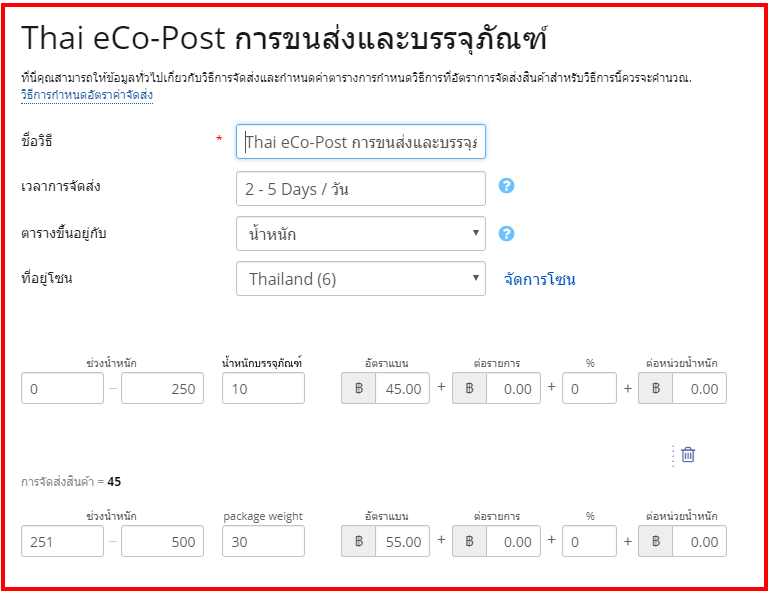 Thai eCo-Post การขนส่งและบรรจุภัณฑ์
ที่นี่คุณสามารถให้ข้อมูลทั่วไปเกี่ยวกับวิธีการจัดส่งและกำหนดค่าตารางการกำหนดวิธีการที่อัตราการจัดส่งสินค้าสำหรับวิธีการนี้ควรจะคำนวณ.
วิธีการกำหนดอัตราค่าจัดส่ง
ชื่อวิธี * Thai eCo-Post การขนส่งและบรรจุภ
เวลาการจัดส่ง 2 - 5 Days / วัน ?
ตารางขึ้นอยู่กับ น้ำหนัก ?
ที่อยู่โซน Thailand (6) จัดการโซน
ช่วงน้ำหนัก น้ำหนักบรรจุภัณฑ์ อัตราแบน ต่อรายการ % ต่อหน่วยน้ำหนัก
0 – 250 10 ฿ 45.00 + ฿ 0.00 + 0 + ฿ 0.00
การจัดส่งสินค้า = 45
ช่วงน้ำหนัก package weight อัตราแบน ต่อรายการ % ต่อหน่วยน้ำหนัก
251 – 500 30 ฿ 55.00 + ฿ 0.00 + 0 + ฿ 0.00